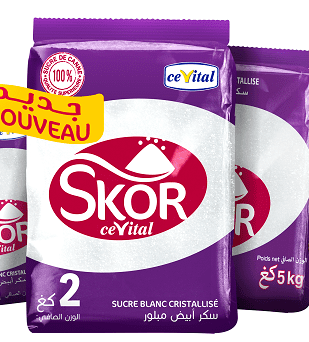 جديد
NOUVEAU
SUCRE DE CANNE
100%
QUALITÉ SUPÉRIEURE
ceVital
SKOR
ceVital
2 كغ
الوزن الصافي:
SUCRE BLANC CRISTALLISÉ
سكر أبيض مبلور
Poids net الوزن الصافي
5 kg كغ